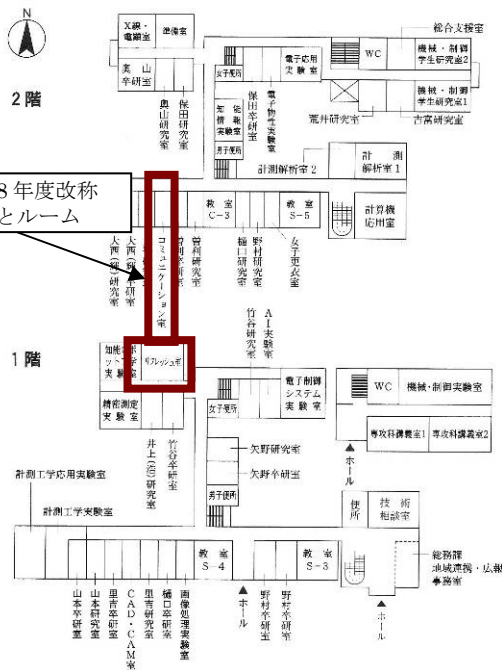 N
2階
X線・
電顕室
準備室
奥山
卒研室
奥山研究室
保田研究室
女子便所
知能
情報
実験室
男子便所
電子応用
実験室
保田卒研室
電子物性実験室
総合支援室
WC
機械・制御
学生研究室2
機械・制御
学生研究室1
荒井研究室
古富研究室
計測解析室2
計測
解析室1
8年度改称
とルーム
教室
C-3
教室
S-5
計算機
応用室
コミュニケーション室
曽利研究室
樋口研究室
野村研究室
女子更衣室
1階
リフレッシュ室
精密測定
実験室
井上(浩)研究室
竹谷卒研室
竹谷研究室
AI実験室
女子便所
電子制御
システム
実験室
矢野研究室
矢野卒研室
男子便所
WC
機械・制御実験室
専攻科講義室1
専攻科講義室2
ホール
計測工学応用実験室
計測工学実験室
便所
技術
相談室
教室
S-4
教室
S-3
総務課
地域連携・広報
事務室
山本卒研室
山本研究室
里吉卒研室
CAD・CAM室
里吉研究室
樋口卒研室
画像処理実験室
ホール
野村卒研室
野村卒研室
ホール